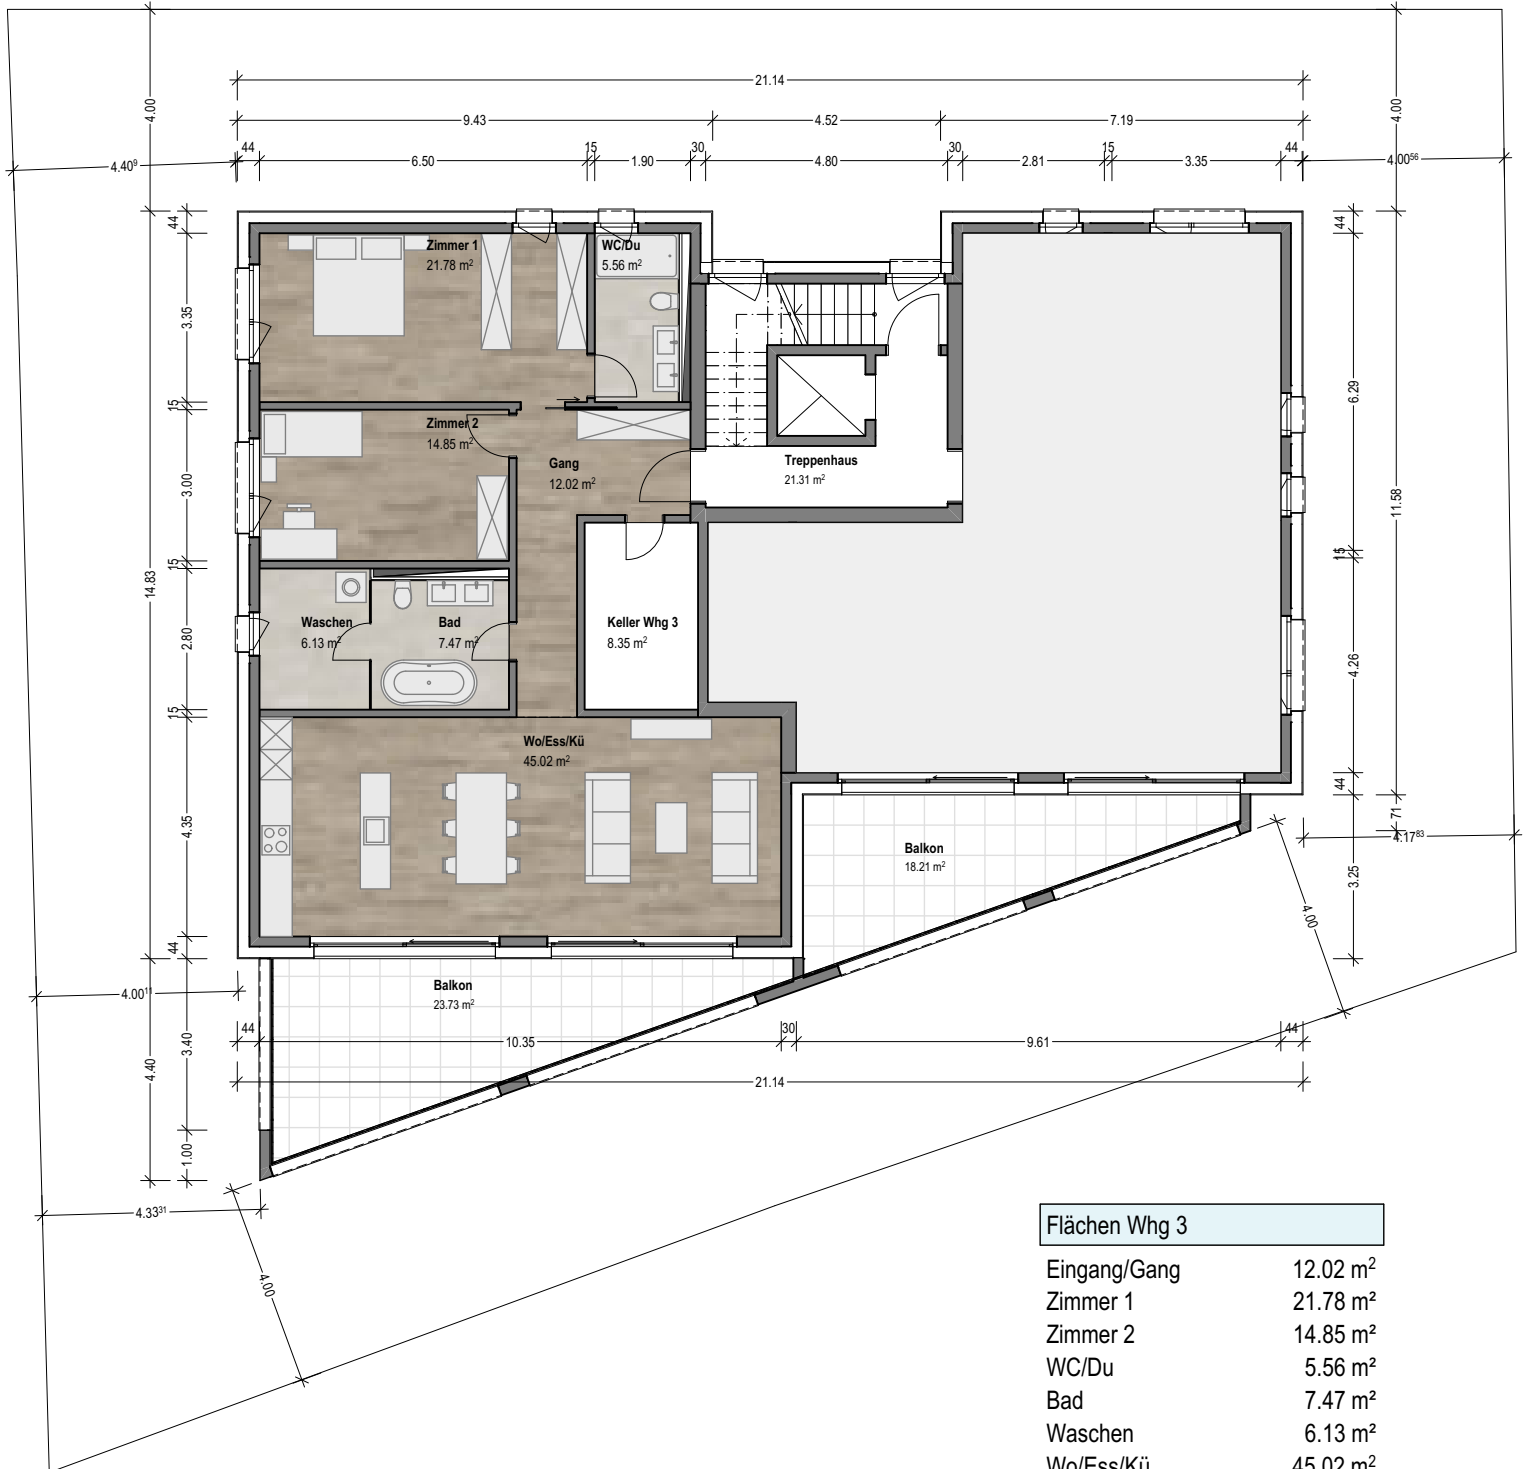 21.14
9.43
4.52
7.19
44
6.50
15
1.90
30
4.80
30
2.81
15
3.35
44
4.00
4.00
4.40⁹
4.00⁵⁶
44
3.35
15
3.00
15
2.80
15
4.35
44
14.83
44
6.29
15
4.26
44
3.25
11.58
71
4.17⁸³
Zimmer 1
21.78 m²
WC/Du
5.56 m²
Zimmer 2
14.85 m²
Gang
12.02 m²
Treppenhaus
21.31 m²
Waschen
6.13 m²
Bad
7.47 m²
Keller Whg 3
8.35 m²
Wo/Ess/Kü
45.02 m²
Balkon
18.21 m²
Balkon
23.73 m²
4.00
4.00¹¹
44
10.35
30
9.61
44
21.14
3.40
4.40
1.00
4.33³¹
4.00
Flächen Whg 3
Eingang/Gang 12.02 m²
Zimmer 1 21.78 m²
Zimmer 2 14.85 m²
WC/Du 5.56 m²
Bad 7.47 m²
Waschen 6.13 m²
Wo/Ess/Kü 45.02 m²